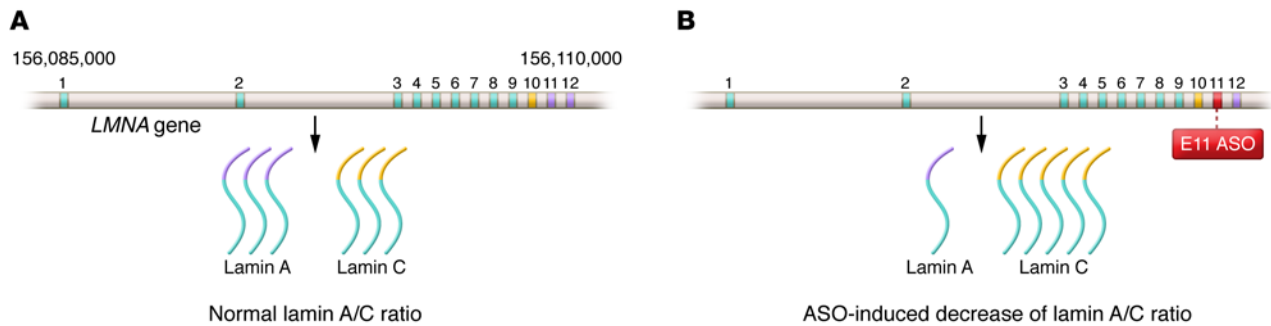 A
156,085,000 156,110,000
1 2 3 4 5 6 7 8 9 10 11 12
LMNA gene
Lamin A Lamin C
Normal lamin A/C ratio
B
1 2 3 4 5 6 7 8 9 10 11 12
E11 ASO
Lamin A Lamin C
ASO-induced decrease of lamin A/C ratio